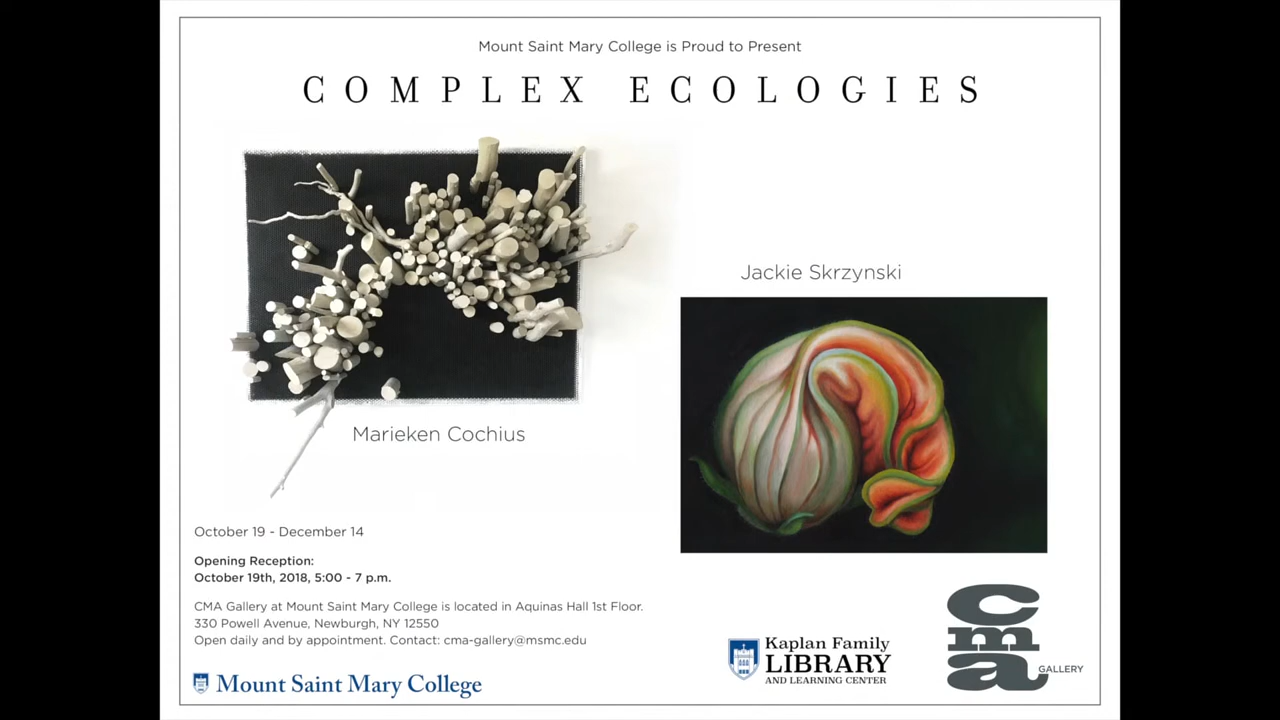 Mount Saint Mary College is Proud to Present
COMPLEX ECOLOGIES
Jackie Skrzynski
Marieken Cochius
October 19 - December 14
Opening Reception:
October 19th, 2018, 5:00 - 7 p.m.
CMA Gallery at Mount Saint Mary College is located in Aquinas Hall 1st Floor.
330 Powell Avenue, Newburgh, NY 12550
Open daily and by appointment. Contact: cma-gallery@msmc.edu
Mount Saint Mary College
Kaplan Family
LIBRARY
AND LEARNING CENTER
cma
GALLERY